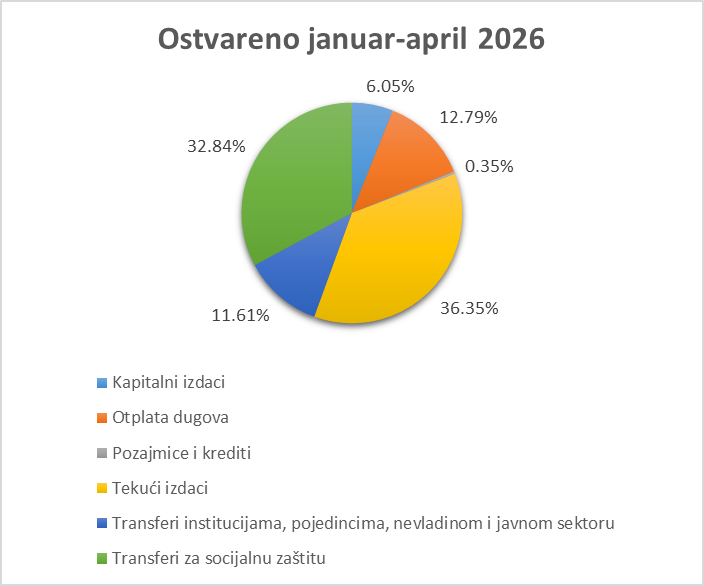 Ostvareno januar-april 2026
6.05%
12.79%
0.35%
32.84%
36.35%
11.61%
Kapitalni izdaci
Otplata dugova
Pozajmice i krediti
Tekući izdaci
Transferi institucijama, pojedincima, nevladinom i javnom sektoru
Transferi za socijalnu zaštitu